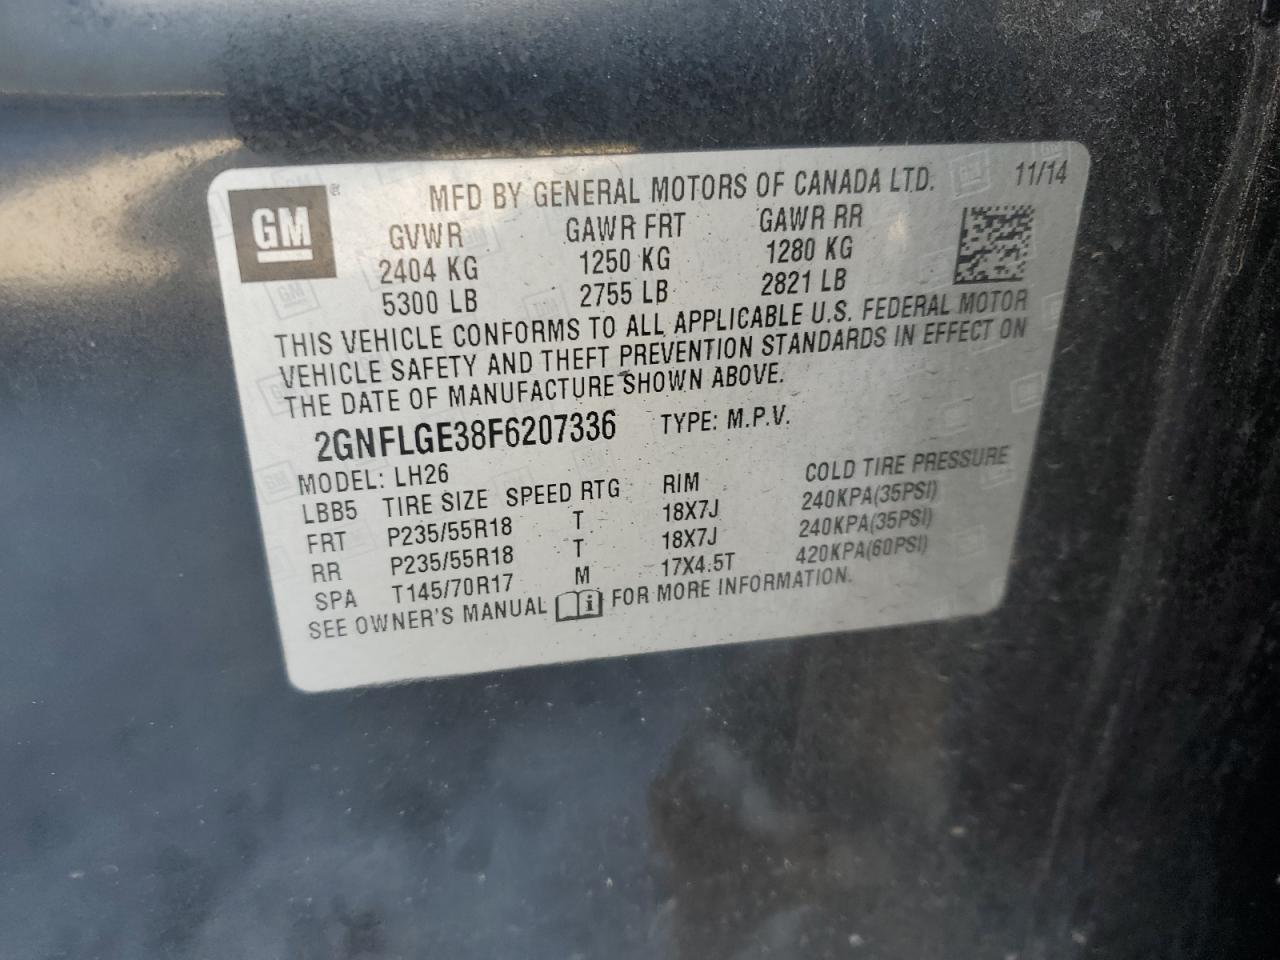 GM ®
MFD BY GENERAL MOTORS OF CANADA LTD. 11/14
GVWR GAWR FRT GAWR RR
2404 KG 1250 KG 1280 KG
5300 LB 2755 LB 2821 LB
THIS VEHICLE CONFORMS TO ALL APPLICABLE U.S. FEDERAL MOTOR
VEHICLE SAFETY AND THEFT PREVENTION STANDARDS IN EFFECT ON
THE DATE OF MANUFACTURE SHOWN ABOVE.
2GNFLGE38F6207336 TYPE: M.P.V.
MODEL: LH26
LBB5 TIRE SIZE SPEED RTG RIM COLD TIRE PRESSURE
FRT P235/55R18 T 18X7J 240KPA(35PSI)
RR P235/55R18 T 18X7J 240KPA(35PSI)
SPA T145/70R17 M 17X4.5T 420KPA(60PSI)
SEE OWNER'S MANUAL FOR MORE INFORMATION.